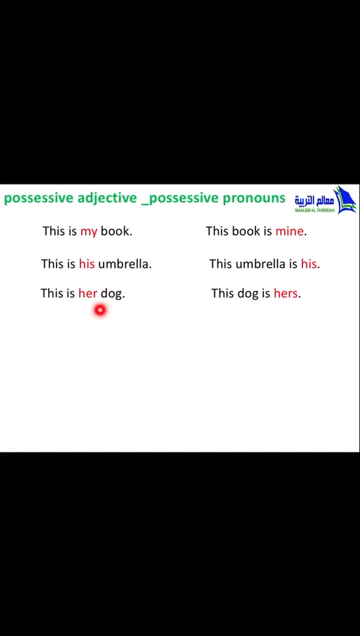 possessive adjective _possessive pronouns
معالم التربية
MAALEM AL TARBEIAH
This is my book. This book is mine.
This is his umbrella. This umbrella is his.
This is her dog. This dog is hers.